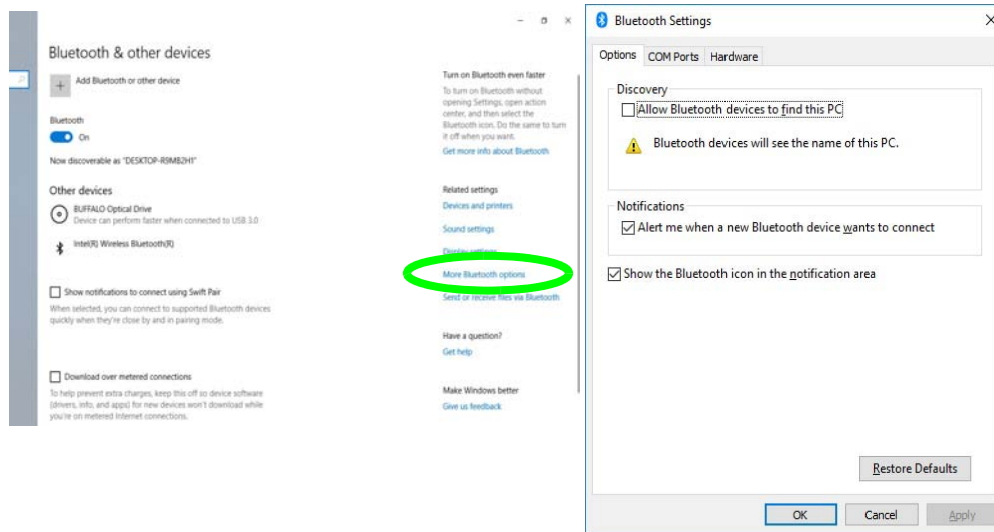 Bluetooth & other devices
Add Bluetooth or other device
Bluetooth
On
Now discoverable as "DESKTOP-R9MB2H1"
Other devices
BUFFALO Optical Drive
Device can perform faster when connected to USB 3.0
Intel(R) Wireless Bluetooth(R)
Show notifications to connect using Swift Pair
When selected, you can connect to supported Bluetooth devices
quickly when they're close by and in pairing mode.
Download over metered connections
To help prevent extra charges, keep this off so device software
(drivers, info, and apps) for new devices won't download while
you're on metered Internet connections.
Turn on Bluetooth even faster
To turn on Bluetooth without
opening Settings, open action
center, and then select the
Bluetooth icon. Do the same to turn
it off when you want.
Get more info about Bluetooth
Related settings
Devices and printers
Sound settings
Display settings
More Bluetooth options
Send or receive files via Bluetooth
Have a question?
Get help
Make Windows better
Give us feedback
Bluetooth Settings
Options COM Ports Hardware
Discovery
Allow Bluetooth devices to find this PC
Bluetooth devices will see the name of this PC.
Notifications
Alert me when a new Bluetooth device wants to connect
Show the Bluetooth icon in the notification area
Restore Defaults
OK Cancel Apply